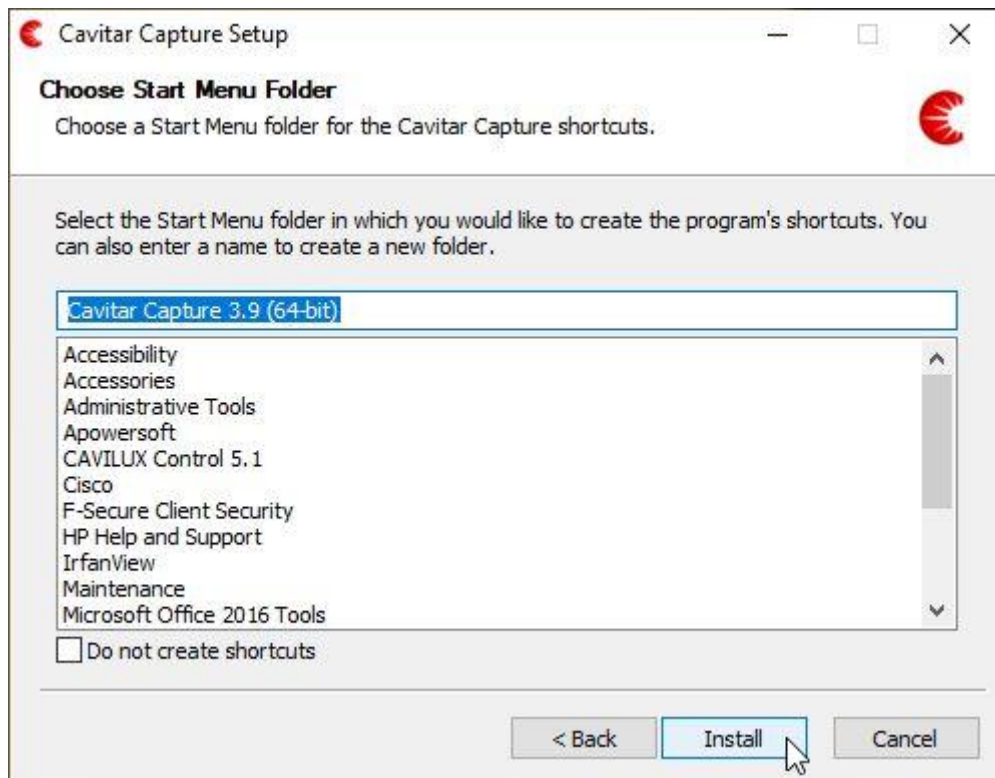 Cavitar Capture Setup
Choose Start Menu Folder
Choose a Start Menu folder for the Cavitar Capture shortcuts.
Select the Start Menu folder in which you would like to create the program's shortcuts. You
can also enter a name to create a new folder.
Cavitar Capture 3.9 (64-bit)
Accessibility
Accessories
Administrative Tools
Apowersoft
CAVILUX Control 5.1
Cisco
F-Secure Client Security
HP Help and Support
IrfanView
Maintenance
Microsoft Office 2016 Tools
Do not create shortcuts
< Back Install Cancel